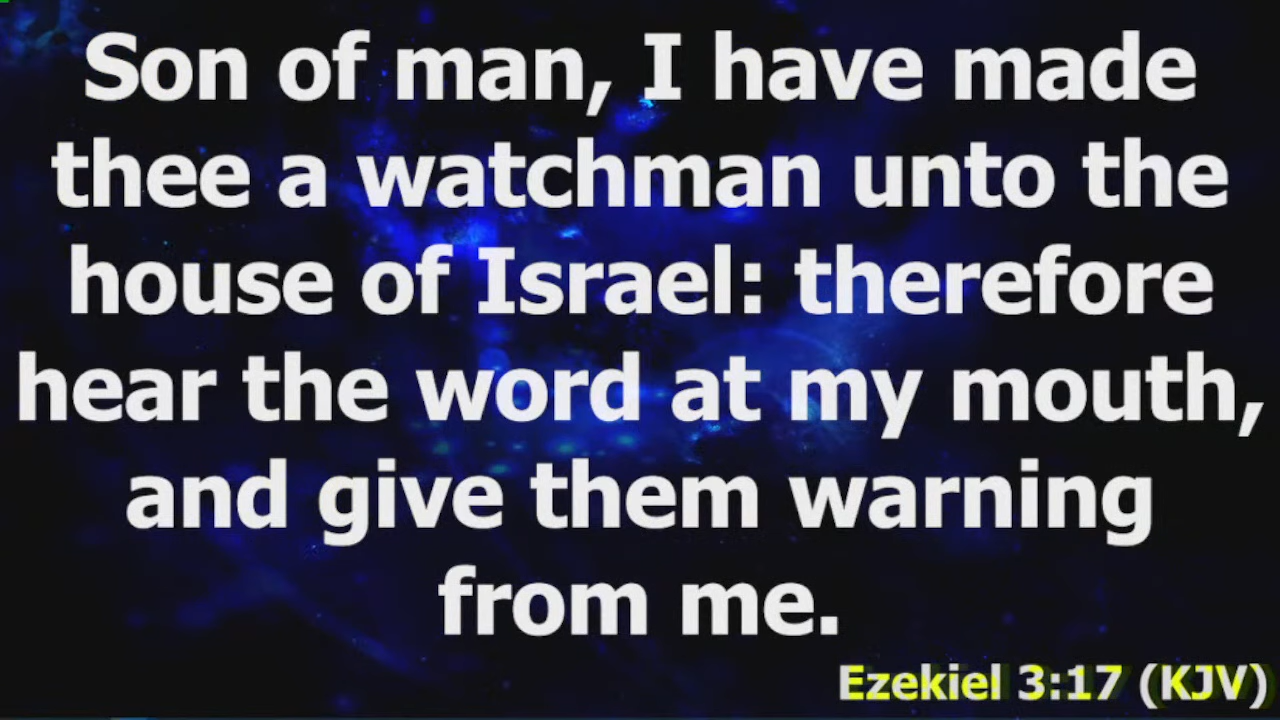 Son of man, I have made
thee a watchman unto the
house of Israel: therefore
hear the word at my mouth,
and give them warning
from me.
Ezekiel 3:17 (KJV)